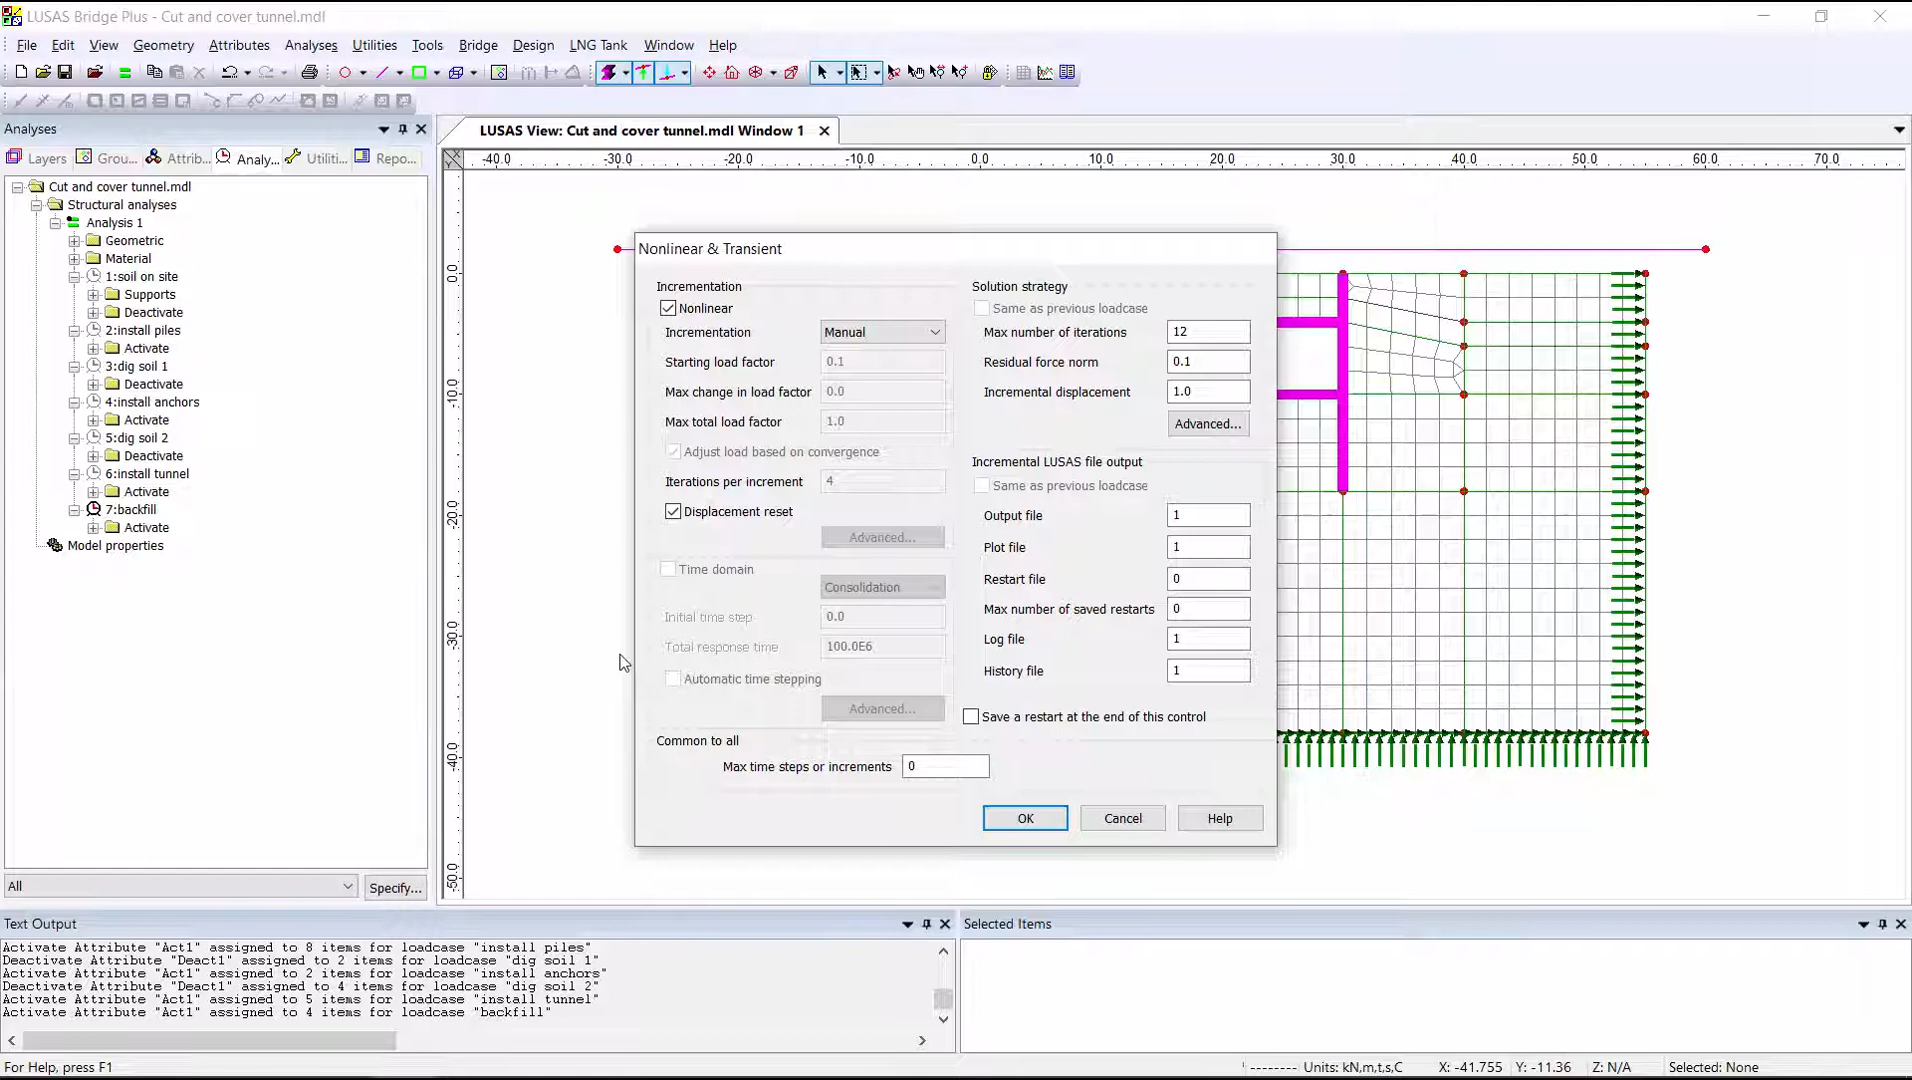 LUSAS Bridge Plus - Cut and cover tunnel.mdl
File Edit View Geometry Attributes Analyses Utilities Tools Bridge Design LNG Tank Window Help
Analyses
LUSAS View: Cut and cover tunnel.mdl Window 1
Layers Grou... Attrib... Analy... Utiliti... Repo...
-40.0 -30.0 -20.0 -10.0 0.0 10.0 20.0 30.0 40.0 50.0 60.0 70.0
0.0
-10.0
-20.0
-30.0
-40.0
-50.0
Cut and cover tunnel.mdl
Structural analyses
Analysis 1
Geometric
Material
1:soil on site
Supports
Deactivate
2:install piles
Activate
3:dig soil 1
Deactivate
4:install anchors
Activate
5:dig soil 2
Deactivate
6:install tunnel
Activate
7:backfill
Activate
Model properties
All
Specify...
Nonlinear & Transient
Incrementation
Nonlinear
Incrementation Manual
Starting load factor 0.1
Max change in load factor 0.0
Max total load factor 1.0
Adjust load based on convergence
Iterations per increment 4
Displacement reset
Advanced...
Time domain
Consolidation
Initial time step 0.0
Total response time 100.0E6
Automatic time stepping
Advanced...
Common to all
Max time steps or increments 0
Solution strategy
Same as previous loadcase
Max number of iterations 12
Residual force norm 0.1
Incremental displacement 1.0
Advanced...
Incremental LUSAS file output
Same as previous loadcase
Output file 1
Plot file 1
Restart file 0
Max number of saved restarts 0
Log file 1
History file 1
Save a restart at the end of this control
OK Cancel Help
Text Output
Activate Attribute "Act1" assigned to 8 items for loadcase "install piles"
Deactivate Attribute "Deact1" assigned to 2 items for loadcase "dig soil 1"
Activate Attribute "Act1" assigned to 2 items for loadcase "install anchors"
Deactivate Attribute "Deact1" assigned to 4 items for loadcase "dig soil 2"
Activate Attribute "Act1" assigned to 5 items for loadcase "install tunnel"
Activate Attribute "Act1" assigned to 4 items for loadcase "backfill"
Selected Items
For Help, press F1
Units: kN,m,t,s,C X: -41.755 Y: -11.36 Z: N/A Selected: None